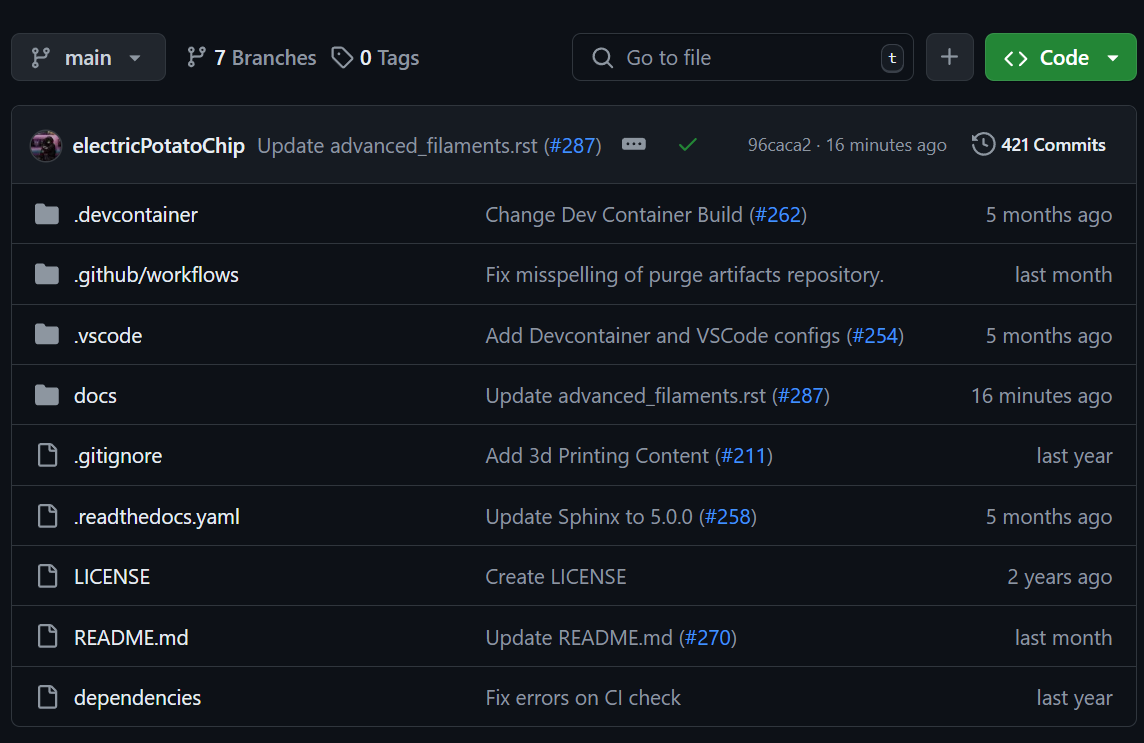 main 7 Branches 0 Tags Go to file t Code
electricPotatoChip Update advanced_filaments.rst (#287) 96caca2 · 16 minutes ago 421 Commits
.devcontainer Change Dev Container Build (#262) 5 months ago
.github/workflows Fix misspelling of purge artifacts repository. last month
.vscode Add Devcontainer and VSCode configs (#254) 5 months ago
docs Update advanced_filaments.rst (#287) 16 minutes ago
.gitignore Add 3d Printing Content (#211) last year
.readthedocs.yaml Update Sphinx to 5.0.0 (#258) 5 months ago
LICENSE Create LICENSE 2 years ago
README.md Update README.md (#270) last month
dependencies Fix errors on CI check last year